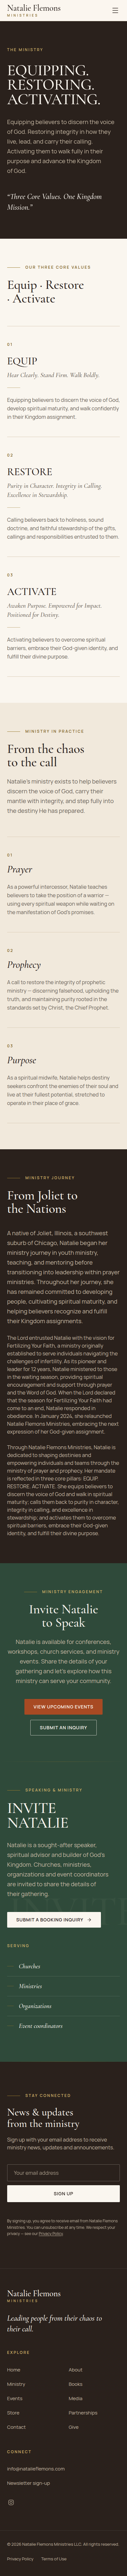 Natalie Flemons
MINISTRIES
THE MINISTRY
EQUIPPING.
RESTORING.
ACTIVATING.
Equipping believers to discern the voice
of God. Restoring integrity in how they
live, lead, and carry their calling.
Activating them to walk fully in their
purpose and advance the Kingdom
of God.
“Three Core Values. One Kingdom
Mission.”
OUR THREE CORE VALUES
Equip · Restore
· Activate
01
EQUIP
Hear Clearly. Stand Firm. Walk Boldly.
Equipping believers to discern the voice of God,
develop spiritual maturity, and walk confidently
in their Kingdom assignment.
02
RESTORE
Purity in Character. Integrity in Calling.
Excellence in Stewardship.
Calling believers back to holiness, sound
doctrine, and faithful stewardship of the gifts,
callings and responsibilities entrusted to them.
03
ACTIVATE
Awaken Purpose. Empowered for Impact.
Positioned for Destiny.
Activating believers to overcome spiritual
barriers, embrace their God-given identity, and
fulfill their divine purpose.
MINISTRY IN PRACTICE
From the chaos
to the call
Natalie's ministry exists to help believers
discern the voice of God, carry their
mantle with integrity, and step fully into
the destiny He has prepared.
01
Prayer
As a powerful intercessor, Natalie teaches
believers to take the position of a warrior —
using every spiritual weapon while waiting on
the manifestation of God's promises.
02
Prophecy
A call to restore the integrity of prophetic
ministry — discerning falsehood, upholding the
truth, and maintaining purity rooted in the
standards set by Christ, the Chief Prophet.
03
Purpose
As a spiritual midwife, Natalie helps destiny
seekers confront the enemies of their soul and
live at their fullest potential, stretched to
operate in their place of grace.
MINISTRY JOURNEY
From Joliet to
the Nations
A native of Joliet, Illinois, a southwest
suburb of Chicago, Natalie began her
ministry journey in youth ministry,
teaching, and mentoring before
transitioning into leadership within prayer
ministries. Throughout her journey, she
has remained committed to developing
people, cultivating spiritual maturity, and
helping believers recognize and fulfill
their Kingdom assignments.
The Lord entrusted Natalie with the vision for
Fertilizing Your Faith, a ministry originally
established to serve individuals navigating the
challenges of infertility. As its pioneer and
leader for 12 years, Natalie ministered to those
in the waiting season, providing spiritual
encouragement and support through prayer
and the Word of God. When the Lord declared
that the season for Fertilizing Your Faith had
come to an end, Natalie responded in
obedience. In January 2024, she relaunched
Natalie Flemons Ministries, embracing the next
expression of her God-given assignment.
Through Natalie Flemons Ministries, Natalie is
dedicated to developing destinies and
empowering individuals and teams through the
ministry of prayer and prophecy. Her mandate
is reflected in three core pillars: EQUIP.
RESTORE. ACTIVATE. She equips believers to
discern the voice of God and walk in spiritual
maturity; calls them back to purity in character,
integrity in calling, and excellence in
stewardship; and activates them to overcome
spiritual barriers, embrace their God-given
identity, and fulfill their divine purpose.
MINISTRY ENGAGEMENT
Invite Natalie
to Speak
Natalie is available for conferences,
workshops, church services, and ministry
events. Share the details of your
gathering and let's explore how this
ministry can serve your community.
VIEW UPCOMING EVENTS
SUBMIT AN INQUIRY
SPEAKING & MINISTRY
INVITE
NATALIE
Natalie is a sought-after speaker,
spiritual advisor and builder of God's
Kingdom. Churches, ministries,
organizations and event coordinators
are invited to share the details of
their gathering.
SUBMIT A BOOKING INQUIRY →
SERVING
Churches
Ministries
Organizations
Event coordinators
STAY CONNECTED
News & updates
from the ministry
Sign up with your email address to receive
ministry news, updates and announcements.
Your email address
SIGN UP
By signing up, you agree to receive email from Natalie Flemons
Ministries. You can unsubscribe at any time. We respect your
privacy — see our Privacy Policy.
Natalie Flemons
MINISTRIES
Leading people from their chaos to
their call.
EXPLORE
Home
About
Ministry
Books
Events
Media
Store
Partnerships
Contact
Give
CONNECT
info@natalieflemons.com
Newsletter sign-up
© 2026 Natalie Flemons Ministries LLC. All rights reserved.
Privacy Policy
Terms of Use